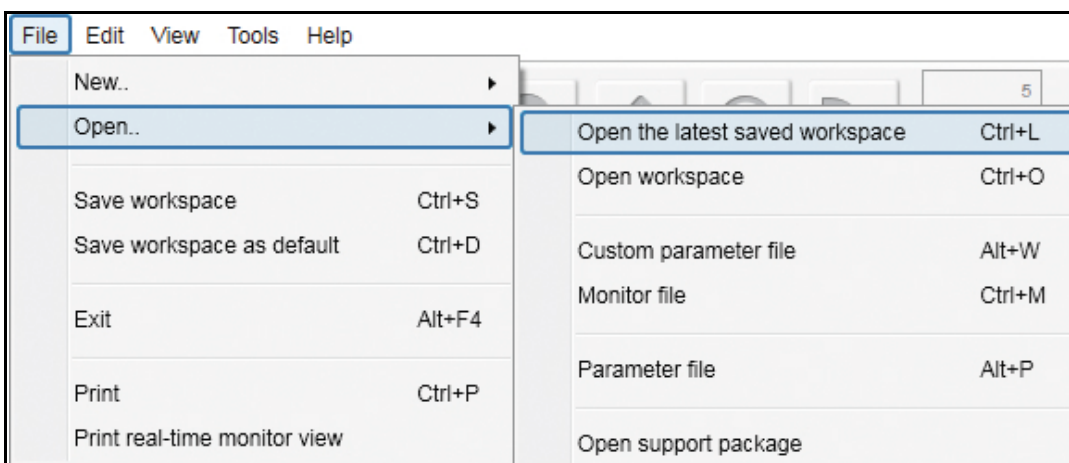 File Edit View Tools Help
New..
Open..
Save workspace Ctrl+S
Save workspace as default Ctrl+D
Exit Alt+F4
Print Ctrl+P
Print real-time monitor view
5
Open the latest saved workspace Ctrl+L
Open workspace Ctrl+O
Custom parameter file Alt+W
Monitor file Ctrl+M
Parameter file Alt+P
Open support package